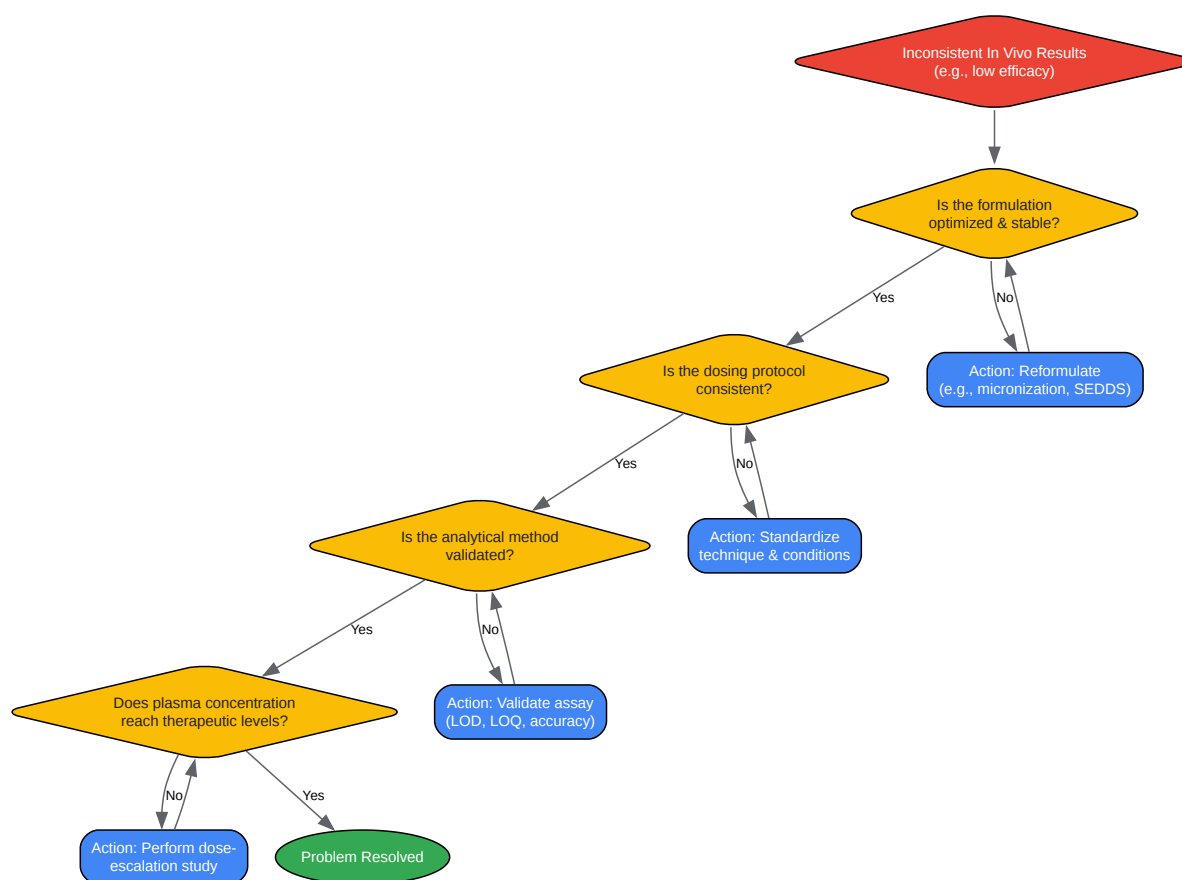 Inconsistent In Vivo Results
(e.g., low efficacy)
Is the formulation
optimized & stable?
Yes
No
Action: Reformulate
(e.g., micronization, SEDDS)
Is the dosing protocol
consistent?
Yes
No
Action: Standardize
technique & conditions
Is the analytical method
validated?
Yes
No
Action: Validate assay
(LOD, LOQ, accuracy)
Does plasma concentration
reach therapeutic levels?
No
Yes
Action: Perform dose-
escalation study
Problem Resolved